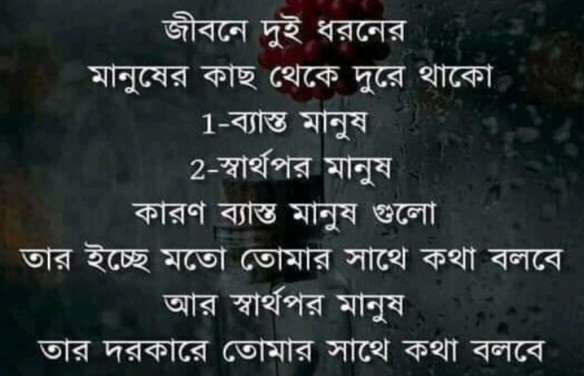 জীবনে দুই ধরনের
মানুষের কাছ থেকে দুরে থাকো
1-ব্যাস্ত মানুষ
2-স্বার্থপর মানুষ
কারণ ব্যাস্ত মানুষ গুলো
তার ইচ্ছে মতো তোমার সাথে কথা বলবে
আর স্বার্থপর মানুষ
তার দরকারে তোমার সাথে কথা বলবে